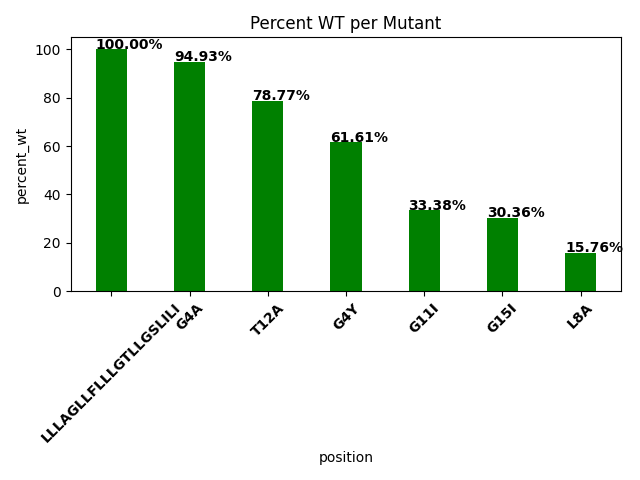 Percent WT per Mutant
100.00%
94.93%
78.77%
61.61%
33.38%
30.36%
15.76%
percent_wt
100
80
60
40
20
0
LLLAGLLFLLLGTLLGSLILI
G4A
T12A
G4Y
G11I
G15I
L8A
position